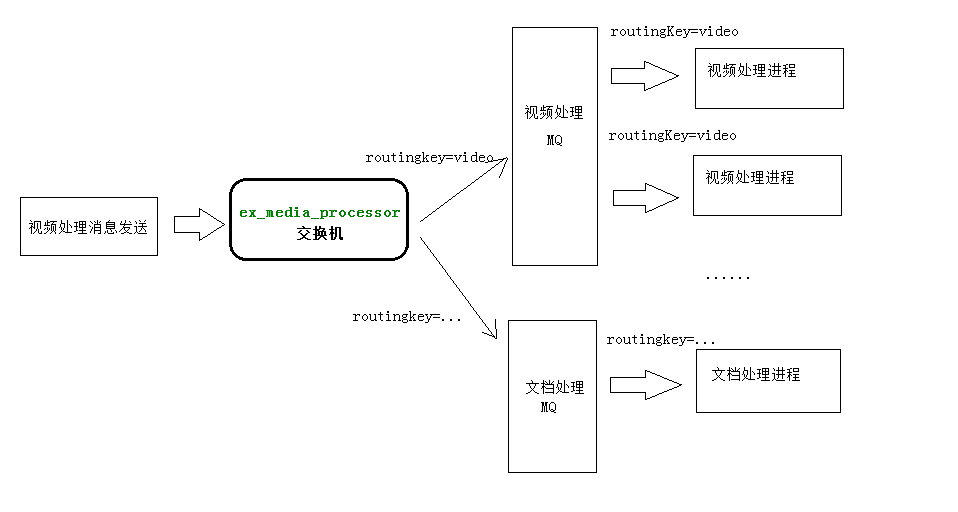 routingKey=video
视频处理进程
视频处理
MQ
routingKey=video
routingkey=video
视频处理进程
ex_media_processor
交换机
视频处理消息发送
......
routingkey=...
routingkey=...
文档处理进程
文档处理
MQ